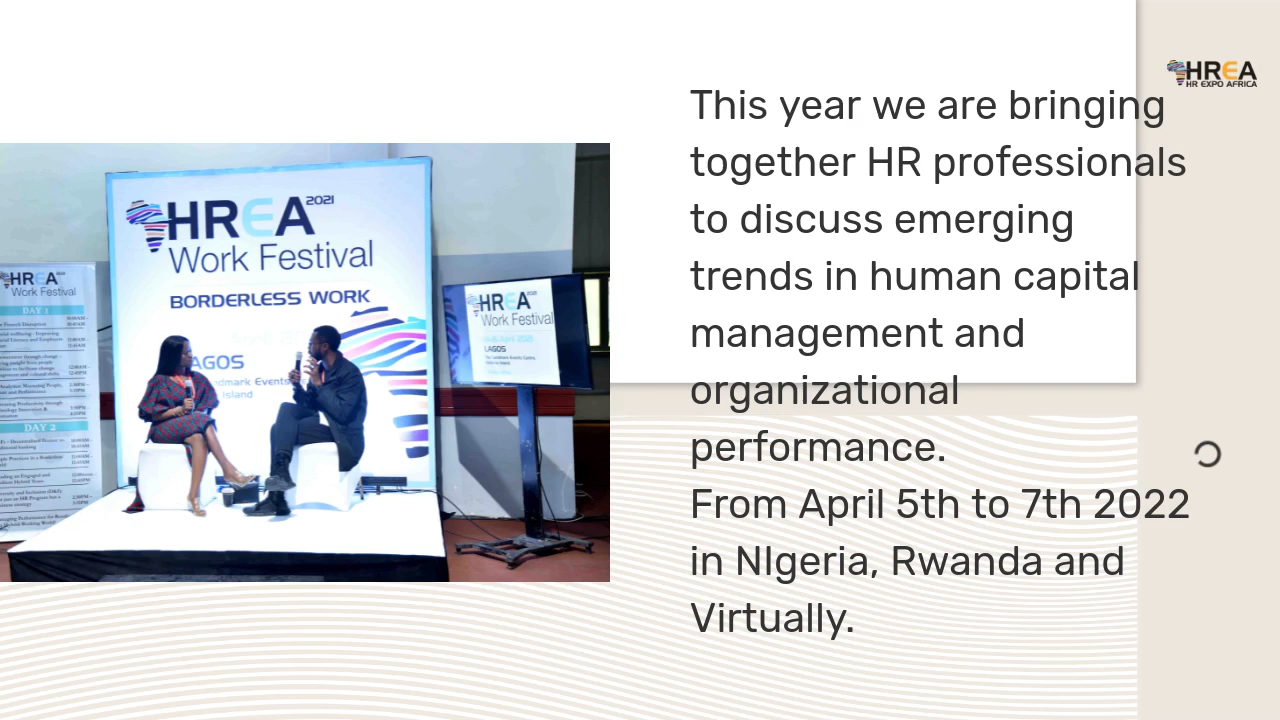 HREA
HR EXPO AFRICA
This year we are bringing
together HR professionals
to discuss emerging
trends in human capital
management and
organizational
performance.
From April 5th to 7th 2022
in NIgeria, Rwanda and
Virtually.
HREA 2021
Work Festival
BORDERLESS WORK
LAGOS
HREA
Work Festival
DAY 1
DAY 2
HREA
Work Festival
LAGOS